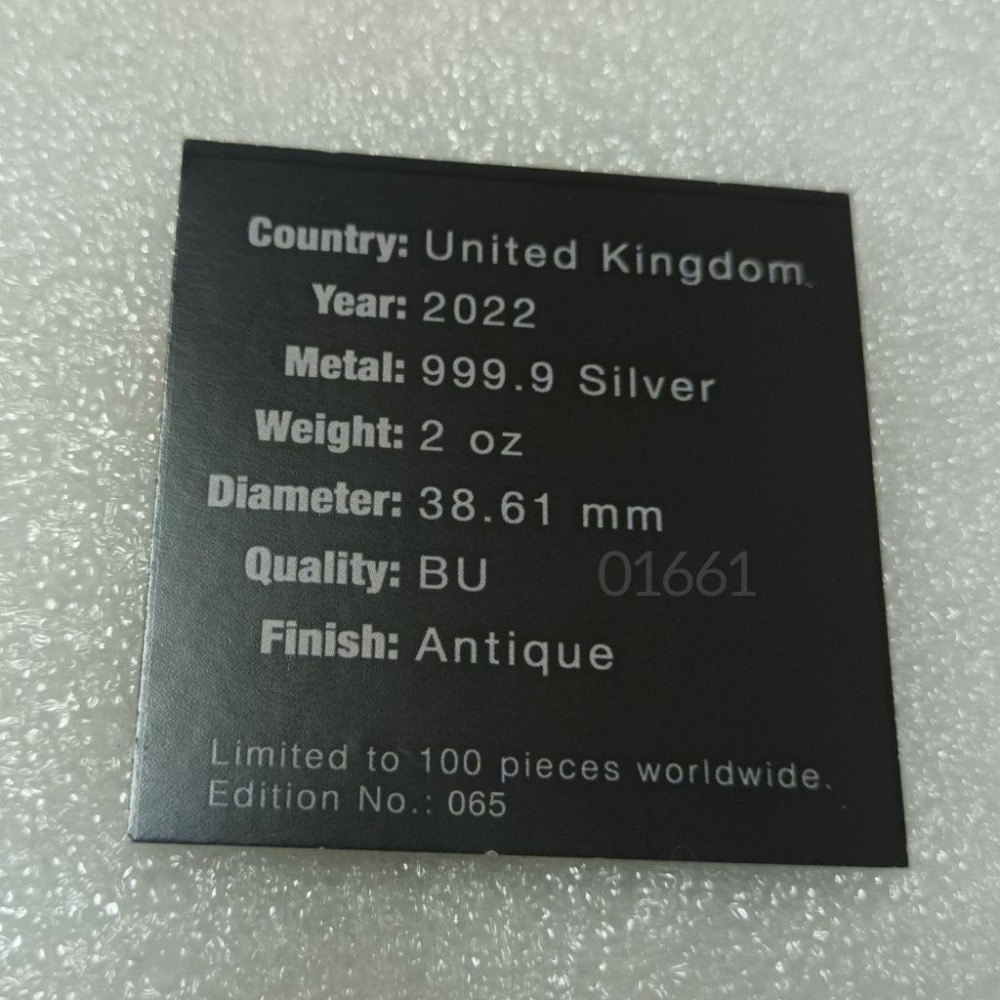 Country: United Kingdom
Year: 2022
Metal: 999.9 Silver
Weight: 2 oz
Diameter: 38.61 mm
Quality: BU 01661
Finish: Antique
Limited to 100 pieces worldwide.
Edition No.: 065